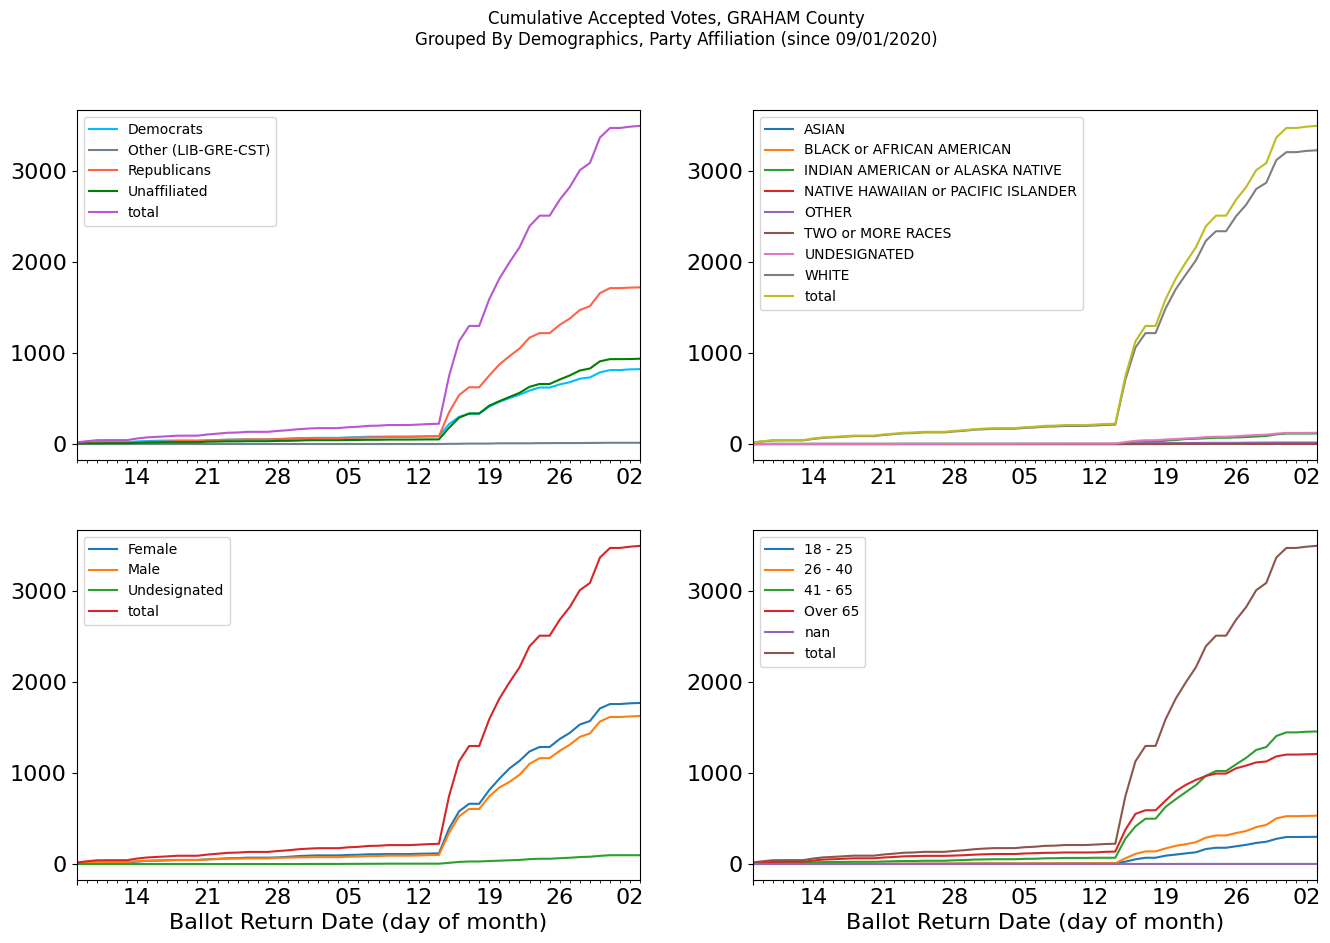 Cumulative Accepted Votes, GRAHAM County
Grouped By Demographics, Party Affiliation (since 09/01/2020)
Democrats
Other (LIB-GRE-CST)
Republicans
Unaffiliated
total
3000
2000
1000
0
14 21 28 05 12 19 26 02
ASIAN
BLACK or AFRICAN AMERICAN
INDIAN AMERICAN or ALASKA NATIVE
NATIVE HAWAIIAN or PACIFIC ISLANDER
OTHER
TWO or MORE RACES
UNDESIGNATED
WHITE
total
3000
2000
1000
0
14 21 28 05 12 19 26 02
Female
Male
Undesignated
total
3000
2000
1000
0
14 21 28 05 12 19 26 02
Ballot Return Date (day of month)
18 - 25
26 - 40
41 - 65
Over 65
nan
total
3000
2000
1000
0
14 21 28 05 12 19 26 02
Ballot Return Date (day of month)